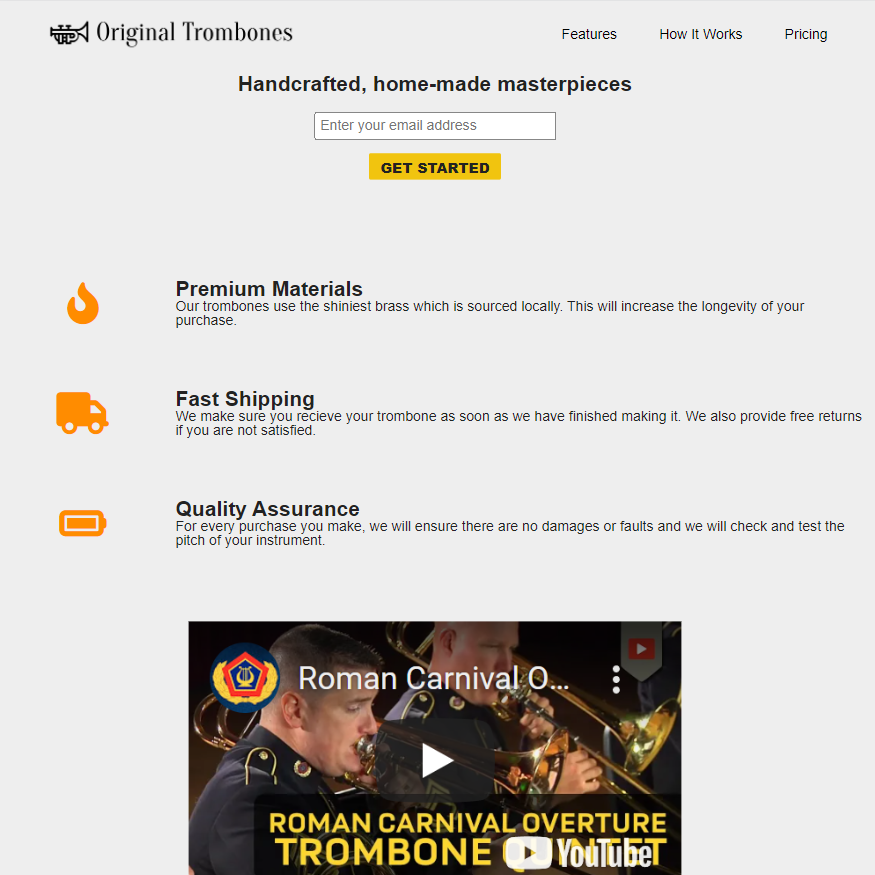 Original Trombones
Features
How It Works
Pricing
Handcrafted, home-made masterpieces
Enter your email address
GET STARTED
Premium Materials
Our trombones use the shiniest brass which is sourced locally. This will increase the longevity of your
purchase.
Fast Shipping
We make sure you recieve your trombone as soon as we have finished making it. We also provide free returns
if you are not satisfied.
Quality Assurance
For every purchase you make, we will ensure there are no damages or faults and we will check and test the
pitch of your instrument.
Roman Carnival O...
ROMAN CARNIVAL OVERTURE
TROMBONE
YouTube